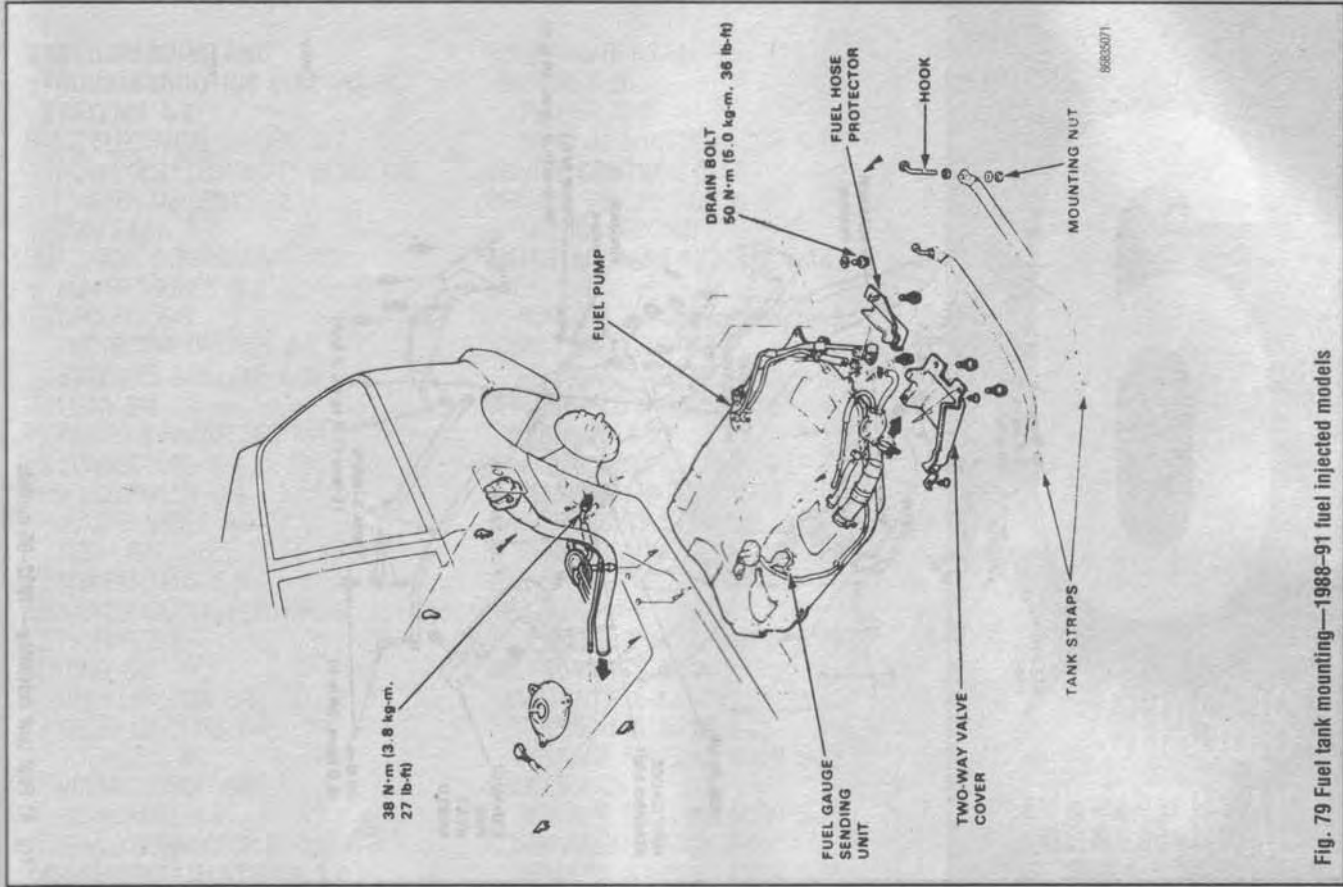 38 N·m (3.8 kg-m.
27 lb-ft)
FUEL PUMP
DRAIN BOLT
50 N·m (5.0 kg-m. 36 lb-ft)
FUEL HOSE
PROTECTOR
HOOK
MOUNTING NUT
FUEL GAUGE
SENDING
UNIT
TWO-WAY VALVE
COVER
TANK STRAPS
86835071
Fig. 79 Fuel tank mounting—1988–91 fuel injected models